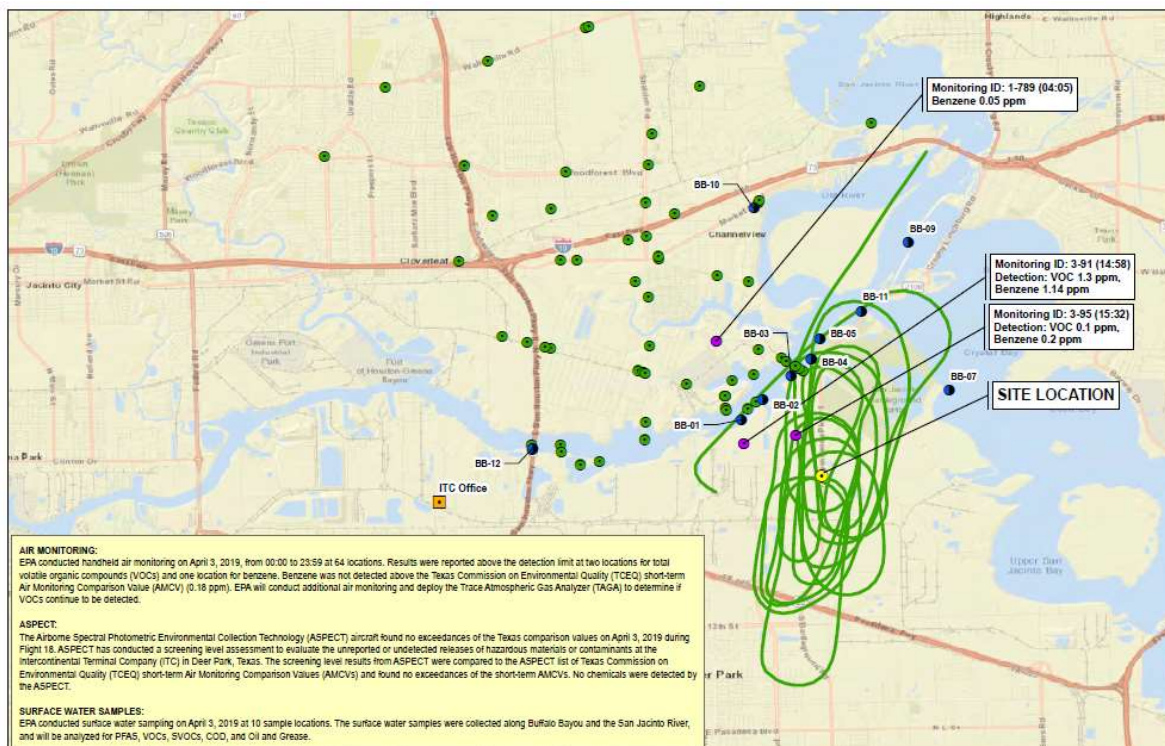 Highlands
E Wallisville Rd
Monitoring ID: 1-789 (04:05)
Benzene 0.05 ppm
San Jacinto River
Wallisville Rd
Woodforest Blvd
BB-10
Channelview
BB-09
Cloverleaf
Jacinto City
Market St Rd
Monitoring ID: 3-91 (14:58)
Detection: VOC 1.3 ppm,
Benzene 1.14 ppm
Monitoring ID: 3-95 (15:32)
Detection: VOC 0.1 ppm,
Benzene 0.2 ppm
BB-11
BB-03
BB-05
BB-04
Crystal Bay
BB-07
SITE LOCATION
BB-02
BB-01
BB-12
ITC Office
Clinton Dr
Upper San
Jacinto Bay
13th St
AIR MONITORING:
EPA conducted handheld air monitoring on April 3, 2019, from 00:00 to 23:59 at 64 locations. Results were reported above the detection limit at two locations for total
volatile organic compounds (VOCs) and one location for benzene. Benzene was not detected above the Texas Commission on Environmental Quality (TCEQ) short-term
Air Monitoring Comparison Value (AMCV) (0.18 ppm). EPA will conduct additional air monitoring and deploy the Trace Atmospheric Gas Analyzer (TAGA) to determine if
VOCs continue to be detected.
ASPECT:
The Airborne Spectral Photometric Environmental Collection Technology (ASPECT) aircraft found no exceedances of the Texas comparison values on April 3, 2019 during
Flight 18. ASPECT has conducted a screening level assessment to evaluate the unreported or undetected releases of hazardous materials or contaminants at the
Intercontinental Terminal Company (ITC) in Deer Park, Texas. The screening level results from ASPECT were compared to the ASPECT list of Texas Commission on
Environmental Quality (TCEQ) short-term Air Monitoring Comparison Values (AMCVs) and found no exceedances of the short-term AMCVs. No chemicals were detected by
the ASPECT.
SURFACE WATER SAMPLES:
EPA conducted surface water sampling on April 3, 2019 at 10 sample locations. The surface water samples were collected along Buffalo Bayou and the San Jacinto River,
and will be analyzed for PFAS, VOCs, SVOCs, COD, and Oil and Grease.